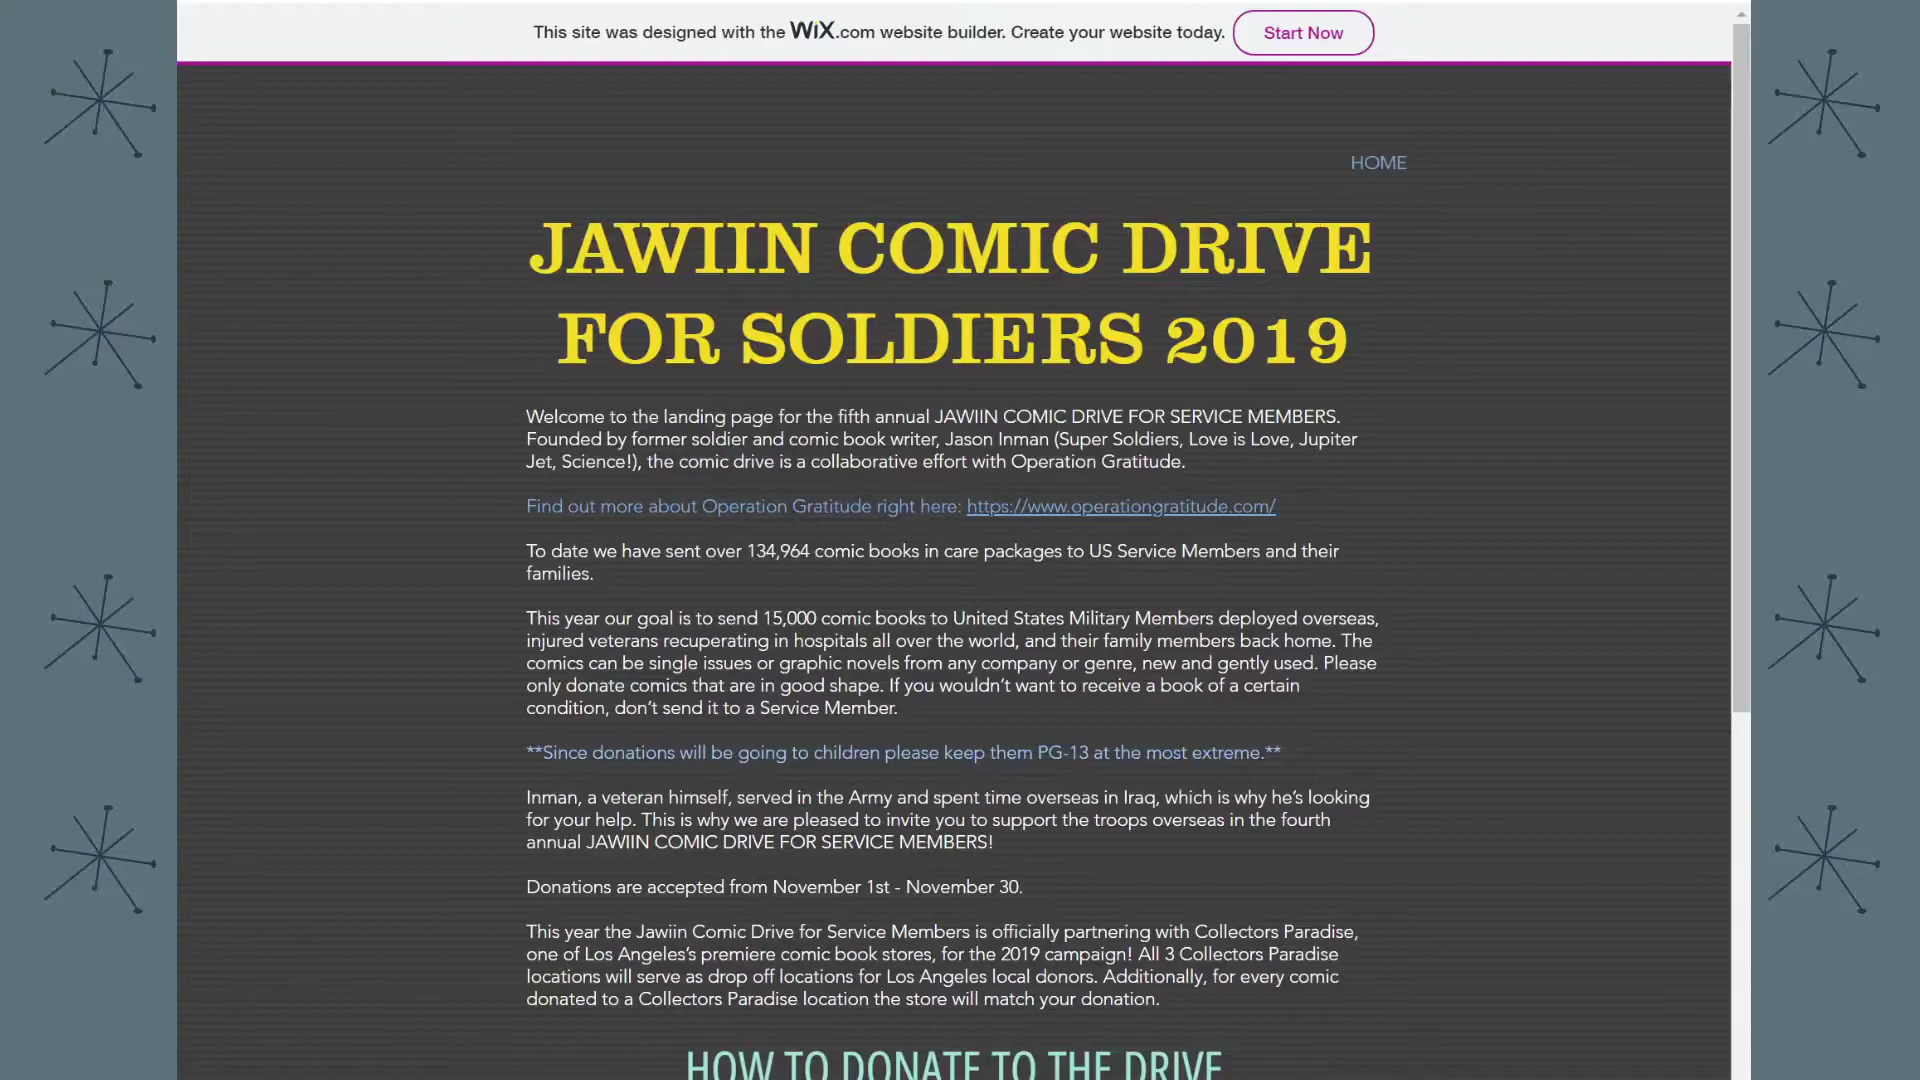 This site was designed with the WiX.com website builder. Create your website today. Start Now
HOME
JAWIIN COMIC DRIVE
FOR SOLDIERS 2019
Welcome to the landing page for the fifth annual JAWIIN COMIC DRIVE FOR SERVICE MEMBERS.
Founded by former soldier and comic book writer, Jason Inman (Super Soldiers, Love is Love, Jupiter
Jet, Science!), the comic drive is a collaborative effort with Operation Gratitude.
Find out more about Operation Gratitude right here: https://www.operationgratitude.com/
To date we have sent over 134,964 comic books in care packages to US Service Members and their
families.
This year our goal is to send 15,000 comic books to United States Military Members deployed overseas,
injured veterans recuperating in hospitals all over the world, and their family members back home. The
comics can be single issues or graphic novels from any company or genre, new and gently used. Please
only donate comics that are in good shape. If you wouldn’t want to receive a book of a certain
condition, don’t send it to a Service Member.
**Since donations will be going to children please keep them PG-13 at the most extreme.**
Inman, a veteran himself, served in the Army and spent time overseas in Iraq, which is why he’s looking
for your help. This is why we are pleased to invite you to support the troops overseas in the fourth
annual JAWIIN COMIC DRIVE FOR SERVICE MEMBERS!
Donations are accepted from November 1st - November 30.
This year the Jawiin Comic Drive for Service Members is officially partnering with Collectors Paradise,
one of Los Angeles’s premiere comic book stores, for the 2019 campaign! All 3 Collectors Paradise
locations will serve as drop off locations for Los Angeles local donors. Additionally, for every comic
donated to a Collectors Paradise location the store will match your donation.
HOW TO DONATE TO THE DRIVE